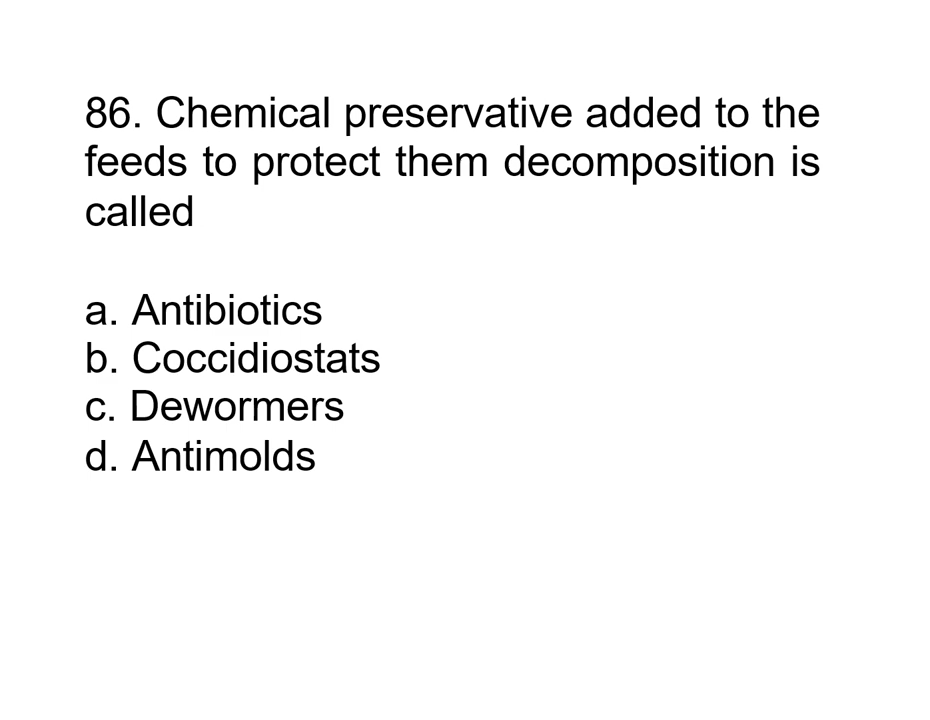 86. Chemical preservative added to the
feeds to protect them decomposition is
called
a. Antibiotics
b. Coccidiostats
c. Dewormers
d. Antimolds